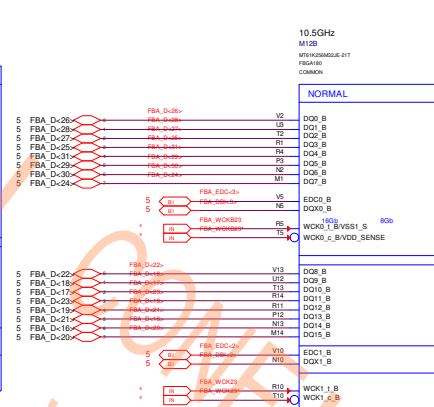 10.5GHz
M12B
MT61K256M32JE-21T
FBGA180
COMMON
NORMAL
FBA_D<26>
5 FBA_D<26> V2 DQ0_B
5 FBA_D<28> U3 DQ1_B
5 FBA_D<27> T2 DQ2_B
5 FBA_D<25> R1 DQ3_B
5 FBA_D<31> R4 DQ4_B
5 FBA_D<29> P3 DQ5_B
5 FBA_D<30> N2 DQ6_B
5 FBA_D<24> M1 DQ7_B
FBA_EDC<3>
5 BI V5 EDC0_B
5 BI FBA_DBI<3> N5 DQX0_B
16Gb 8Gb
FBA_WCKB23
IN R5 WCK0_t_B/VSS1_S
IN T5 WCK0_c_B/VDD_SENSE
FBA_D<22>
5 FBA_D<22> V13 DQ8_B
5 FBA_D<18> U12 DQ9_B
5 FBA_D<17> T13 DQ10_B
5 FBA_D<23> R14 DQ11_B
5 FBA_D<19> R11 DQ12_B
5 FBA_D<21> P12 DQ13_B
5 FBA_D<16> N13 DQ14_B
5 FBA_D<20> M14 DQ15_B
FBA_EDC<2>
5 BI V10 EDC1_B
5 BI N10 DQX1_B
FBA_WCK23
IN R10 WCK1_t_B
IN T10 WCK1_c_B